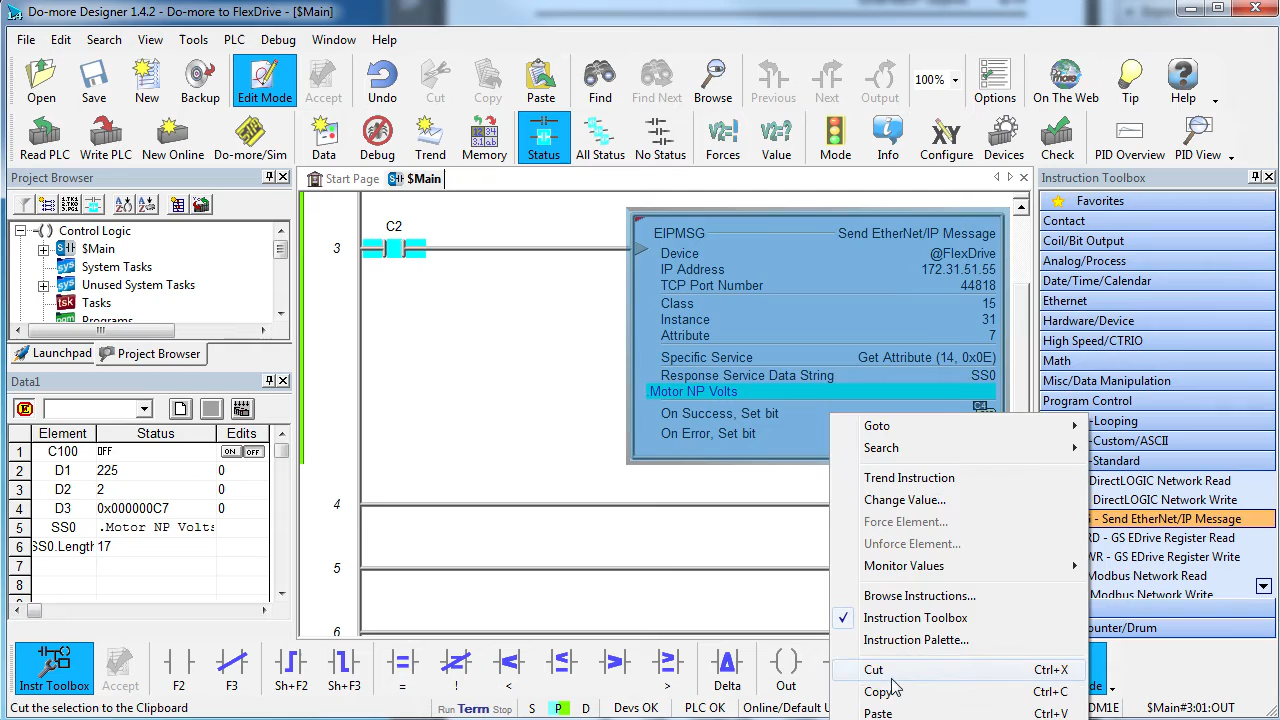 Do-more Designer 1.4.2 - Do-more to FlexDrive - [$Main]
File Edit Search View Tools PLC Debug Window Help
Open Save New Backup Edit Mode Accept Undo Cut Copy Paste Find Find Next Browse Previous Next Output 100% Options On The Web Tip Help
Read PLC Write PLC New Online Do-more/Sim Data Debug Trend Memory Status All Status No Status Forces Value Mode Info Configure Devices Check PID Overview PID View
Project Browser
Control Logic
$Main
System Tasks
Unused System Tasks
Tasks
Programs
Launchpad Project Browser
Data1
Element Status Edits
1 C100 OFF ON OFF
2 D1 225 0
3 D2 2 0
4 D3 0x000000C7 0
5 SS0 .Motor NP Volts
6 SS0.Length 17
7
8
Start Page $Main
3
C2
EIPMSG Send EtherNet/IP Message
Device @FlexDrive
IP Address 172.31.51.55
TCP Port Number 44818
Class 15
Instance 31
Attribute 7
Specific Service Get Attribute (14, 0x0E)
Response Service Data String SS0
Motor NP Volts
On Success, Set bit
On Error, Set bit
4
5
6
Goto
Search
Trend Instruction
Change Value...
Force Element...
Unforce Element...
Monitor Values
Browse Instructions...
Instruction Toolbox
Instruction Palette...
Cut Ctrl+X
Copy Ctrl+C
Paste Ctrl+V
Instruction Toolbox
Favorites
Contact
Coil/Bit Output
Analog/Process
Date/Time/Calendar
Ethernet
Hardware/Device
High Speed/CTRIO
Math
Misc/Data Manipulation
Program Control
-Looping
-Custom/ASCII
-Standard
DirectLOGIC Network Read
DirectLOGIC Network Write
- Send EtherNet/IP Message
RD - GS EDrive Register Read
WR - GS EDrive Register Write
Modbus Network Read
Modbus Network Write
ounter/Drum
Instr Toolbox Accept F2 F3 Sh+F2 Sh+F3 = ! < ≤ > ≥ Delta Out
Cut the selection to the Clipboard Run Term Stop S P D Devs OK PLC OK Online/Default DM1E $Main#3:01:OUT